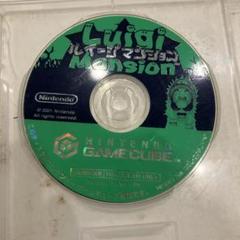 Luigi
ルイージマンション
Mansion
Nintendo
© 2001 Nintendo
All rights reserved.
NINTENDO
GAMECUBE